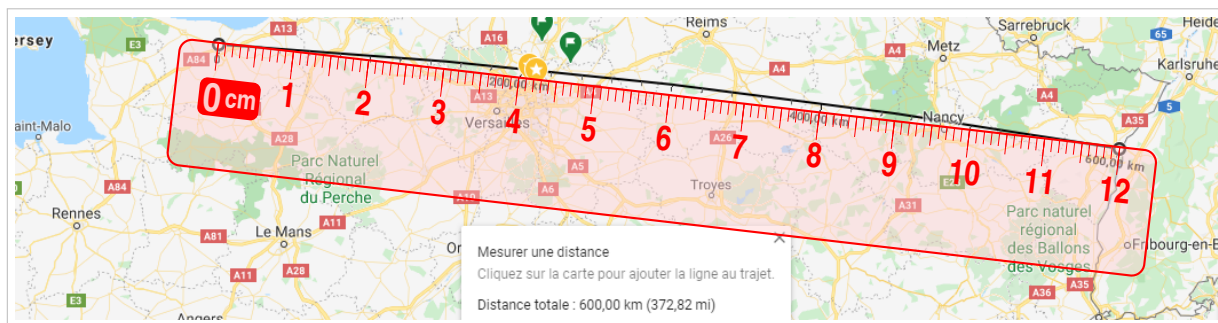 A13
A16
Reims
Sarrebruck
Heide
ersey
E3
65
Metz
A4
A84
A4
Karlsruhe
200,00 km
0 cm
1
2
3
4
5
6
7
8
9
10
11
12
A13
A4
5
Versailles
400,00 km
Nancy
A35
aint-Malo
A28
A26
600,00 km
Parc Naturel
Régional
du Perche
A5
A84
A10
A6
Troyes
A31
Rennes
A11
Parc naturel
régional
des Ballons
des Vosges
A81
Le Mans
Fribourg-en-B
A11
A28
Mesurer une distance
Cliquez sur la carte pour ajouter la ligne au trajet.
Distance totale : 600,00 km (372,82 mi)
E3
A36
A35
Angers